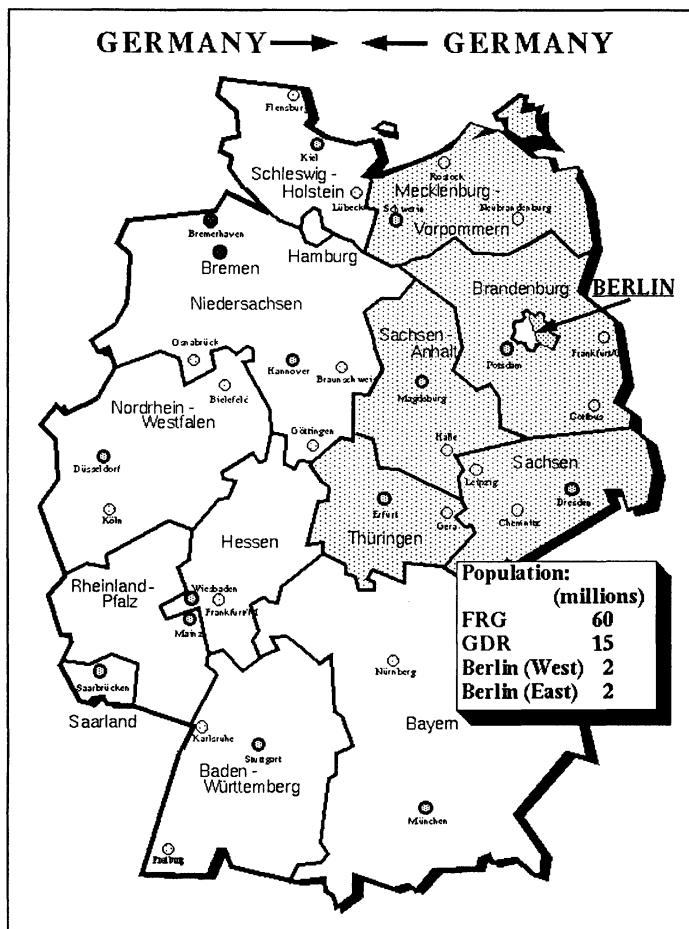 GERMANY GERMANY
Flensburg
Kiel
Schleswig -
Holstein
Lübeck
Rostock
Mecklenburg -
Schwerin
Neubrandenburg
Vorpommern
Bremerhaven
Bremen
Hamburg
Niedersachsen
Brandenburg
BERLIN
Osnabrück
Hannover
Braunschweig
Sachsen
-Anhalt
Potsdam
Frankfurt/O
Bielefeld
Magdeburg
Nordrhein -
Westfalen
Cottbus
Göttingen
Halle
Düsseldorf
Leipzig
Sachsen
Köln
Erfurt
Gera
Chemnitz
Dresden
Hessen
Thüringen
Rheinland-
Pfalz
Wiesbaden
Frankfurt/M
Mainz
Population:
(millions)
FRG 60
GDR 15
Berlin (West) 2
Berlin (East) 2
Saarbrücken
Saarland
Nürnberg
Bayern
Karlsruhe
Stuttgart
Baden -
Württemberg
München
Freiburg